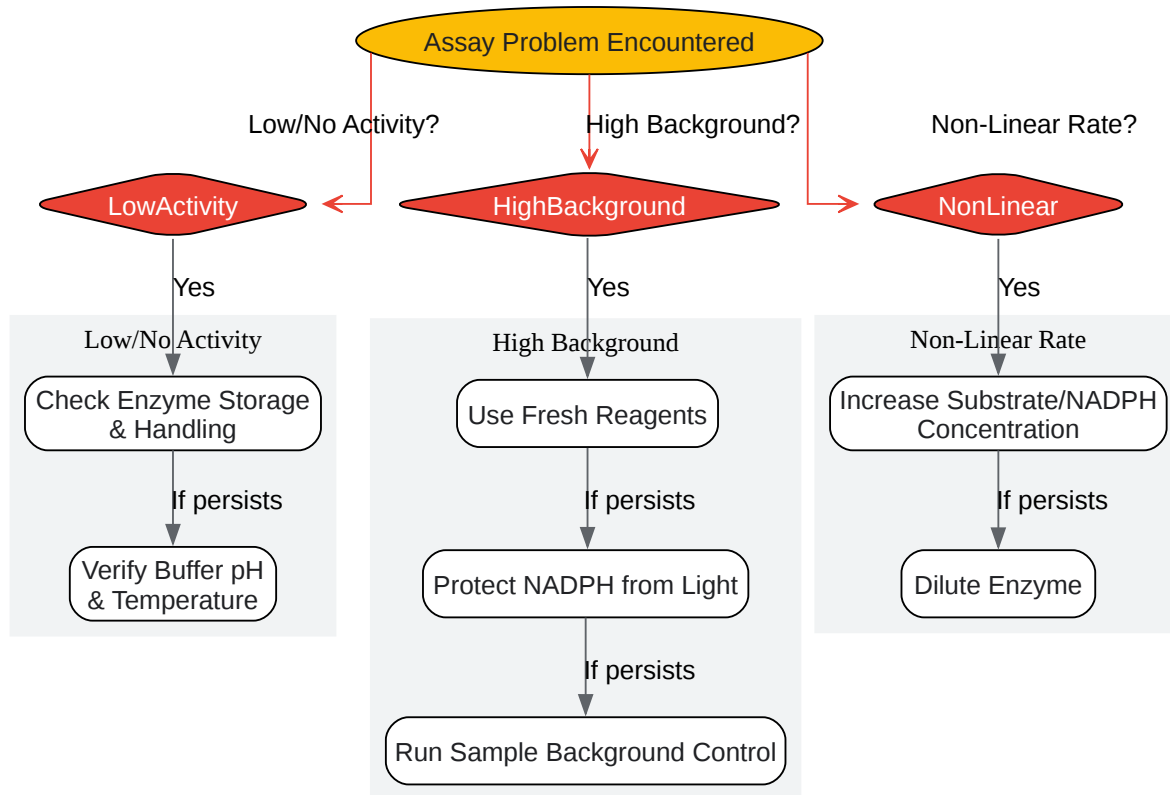 Assay Problem Encountered
Low/No Activity?
High Background?
Non-Linear Rate?
LowActivity
HighBackground
NonLinear
Yes
Yes
Yes
Low/No Activity
High Background
Non-Linear Rate
Check Enzyme Storage
& Handling
Use Fresh Reagents
Increase Substrate/NADPH
Concentration
If persists
If persists
If persists
Verify Buffer pH
& Temperature
Protect NADPH from Light
Dilute Enzyme
If persists
Run Sample Background Control